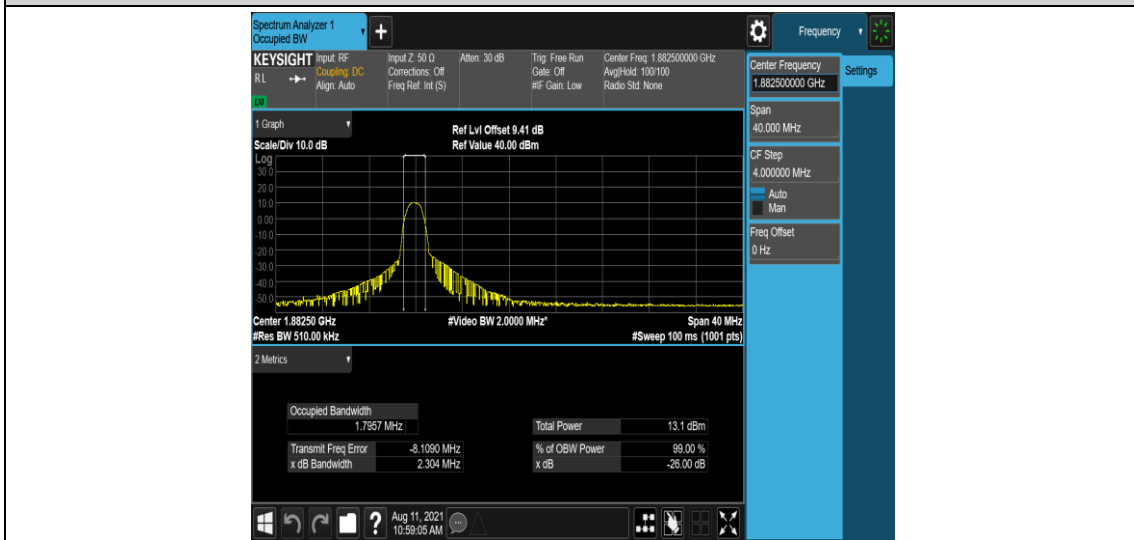 Spectrum Analyzer 1
Occupied BW
+
Frequency
KEYSIGHT
RL
LXI
Input: RF
Coupling: DC
Align: Auto
Input Z: 50 Ω
Corrections: Off
Freq Ref: Int (S)
Atten: 30 dB
Trig: Free Run
Gate: Off
#IF Gain: Low
Center Freq: 1.882500000 GHz
Avg|Hold: 100/100
Radio Std: None
Center Frequency
1.882500000 GHz
Settings
Span
40.000 MHz
CF Step
4.000000 MHz
Auto
Man
Freq Offset
0 Hz
1 Graph
Scale/Div 10.0 dB
Ref Lvl Offset 9.41 dB
Ref Value 40.00 dBm
Log
30.0
20.0
10.0
0.00
-10.0
-20.0
-30.0
-40.0
-50.0
Center 1.88250 GHz
#Res BW 510.00 kHz
#Video BW 2.0000 MHz*
Span 40 MHz
#Sweep 100 ms (1001 pts)
2 Metrics
Occupied Bandwidth
1.7957 MHz
Transmit Freq Error -8.1090 MHz
x dB Bandwidth 2.304 MHz
Total Power 13.1 dBm
% of OBW Power 99.00 %
x dB -26.00 dB
?
Aug 11, 2021
10:59:05 AM